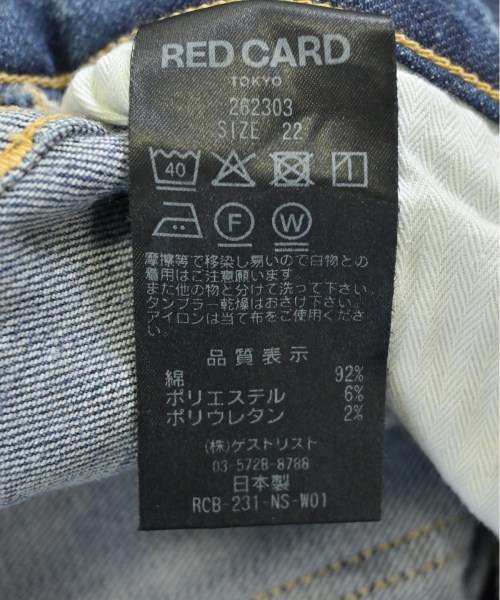 RED CARD
TOKYO
262303
SIZE 22
40
F W
摩擦等で移染し易いので白物との
着用はご注意願います。
また他の物と分けて洗って下さい。
タンブラー乾燥はおさけ下さい。
アイロンは当て布をご使用くださ
い。
品質表示
綿 92%
ポリエステル 6%
ポリウレタン 2%
(株)ゲストリスト
03-5728-8788
日本製
RCB-231-NS-W01